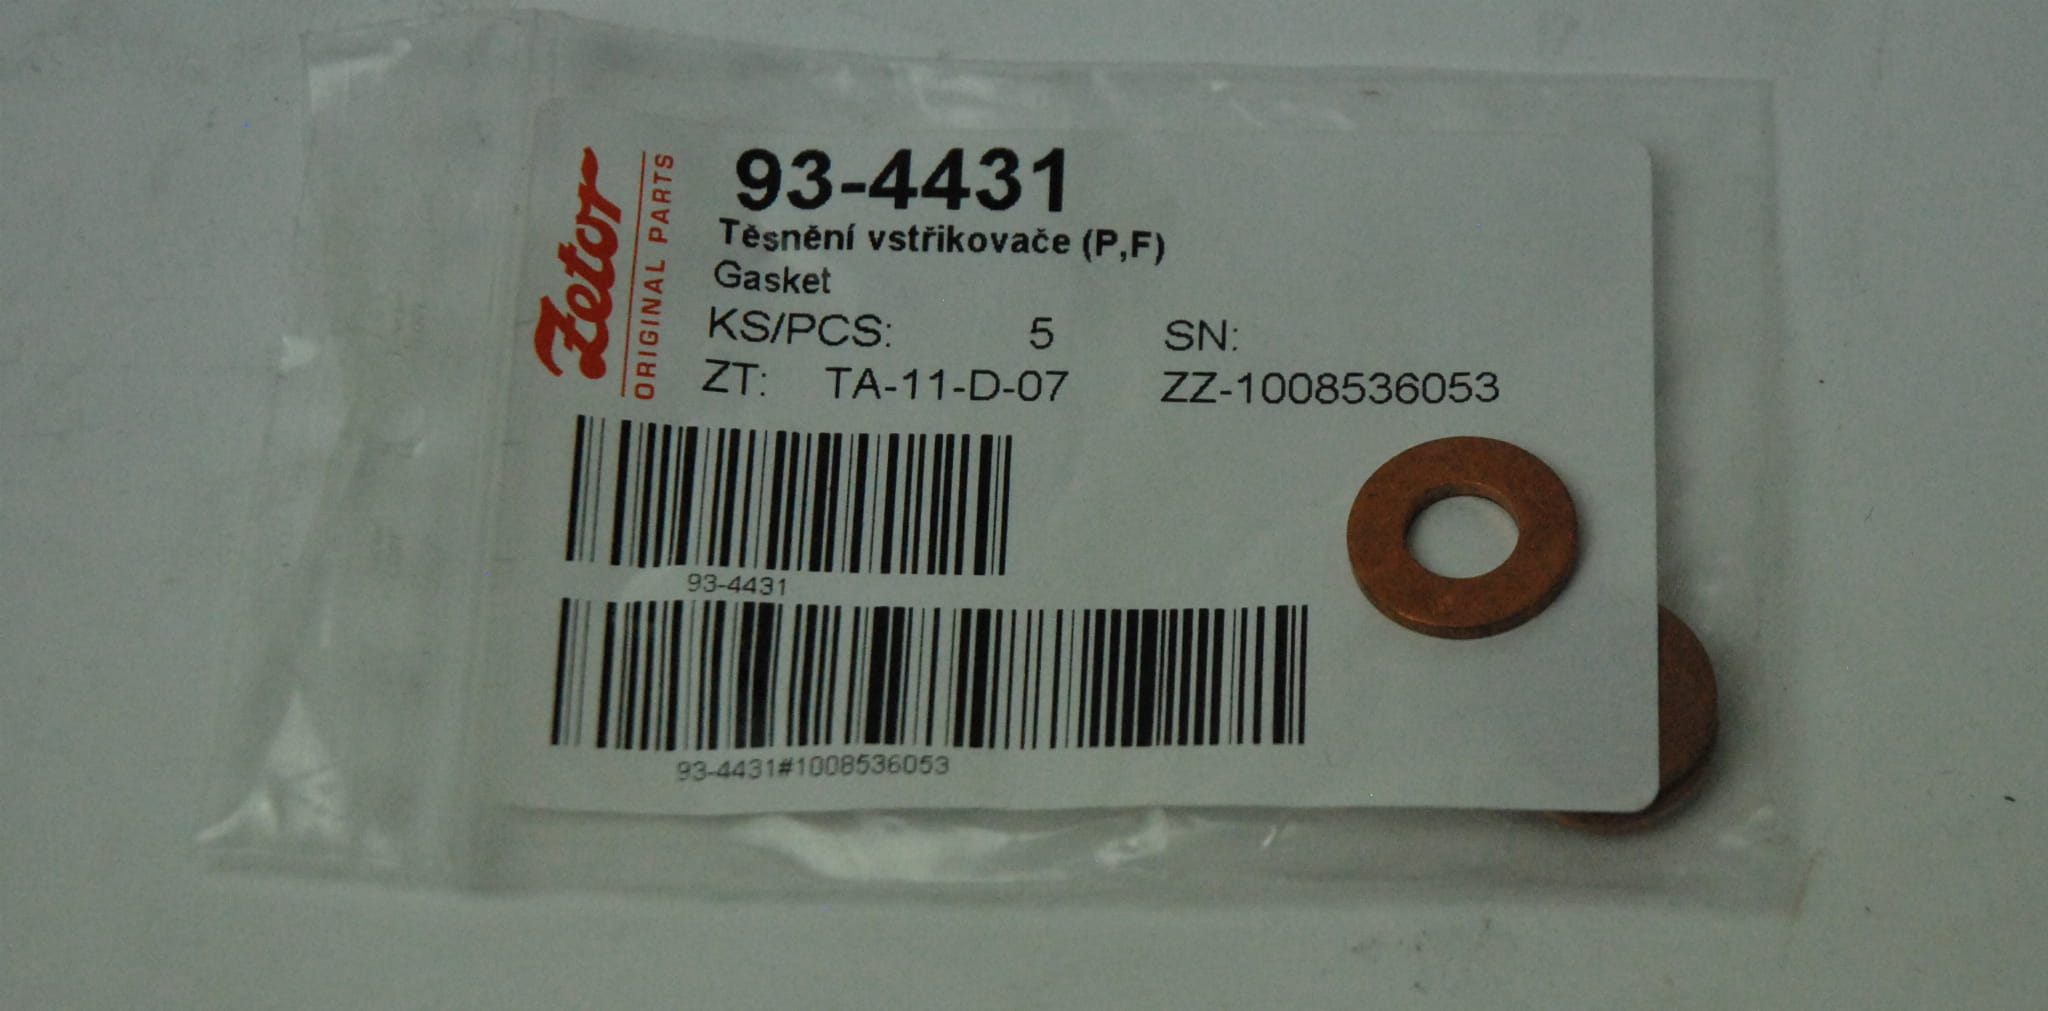 Zetor
ORIGINAL PARTS
93-4431
Těsnění vstřikovače (P,F)
Gasket
KS/PCS: 5 SN:
ZT: TA-11-D-07 ZZ-1008536053
93-4431
93-4431#1008536053